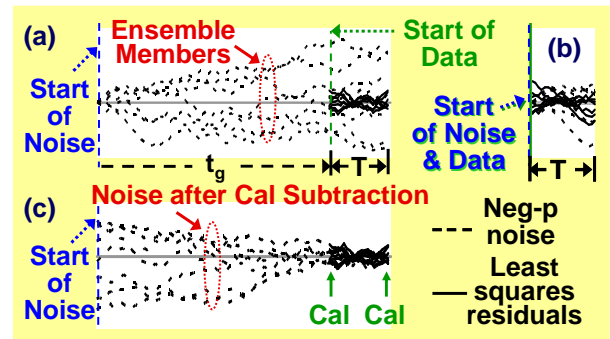 (a)
Ensemble
Members
Start of
Data
(b)
Start
of
Noise
Start
of Noise
& Data
t_g
T
T
Noise after Cal Subtraction
(c)
Start
of
Noise
Cal
Cal
Neg-p
noise
Least
squares
residuals